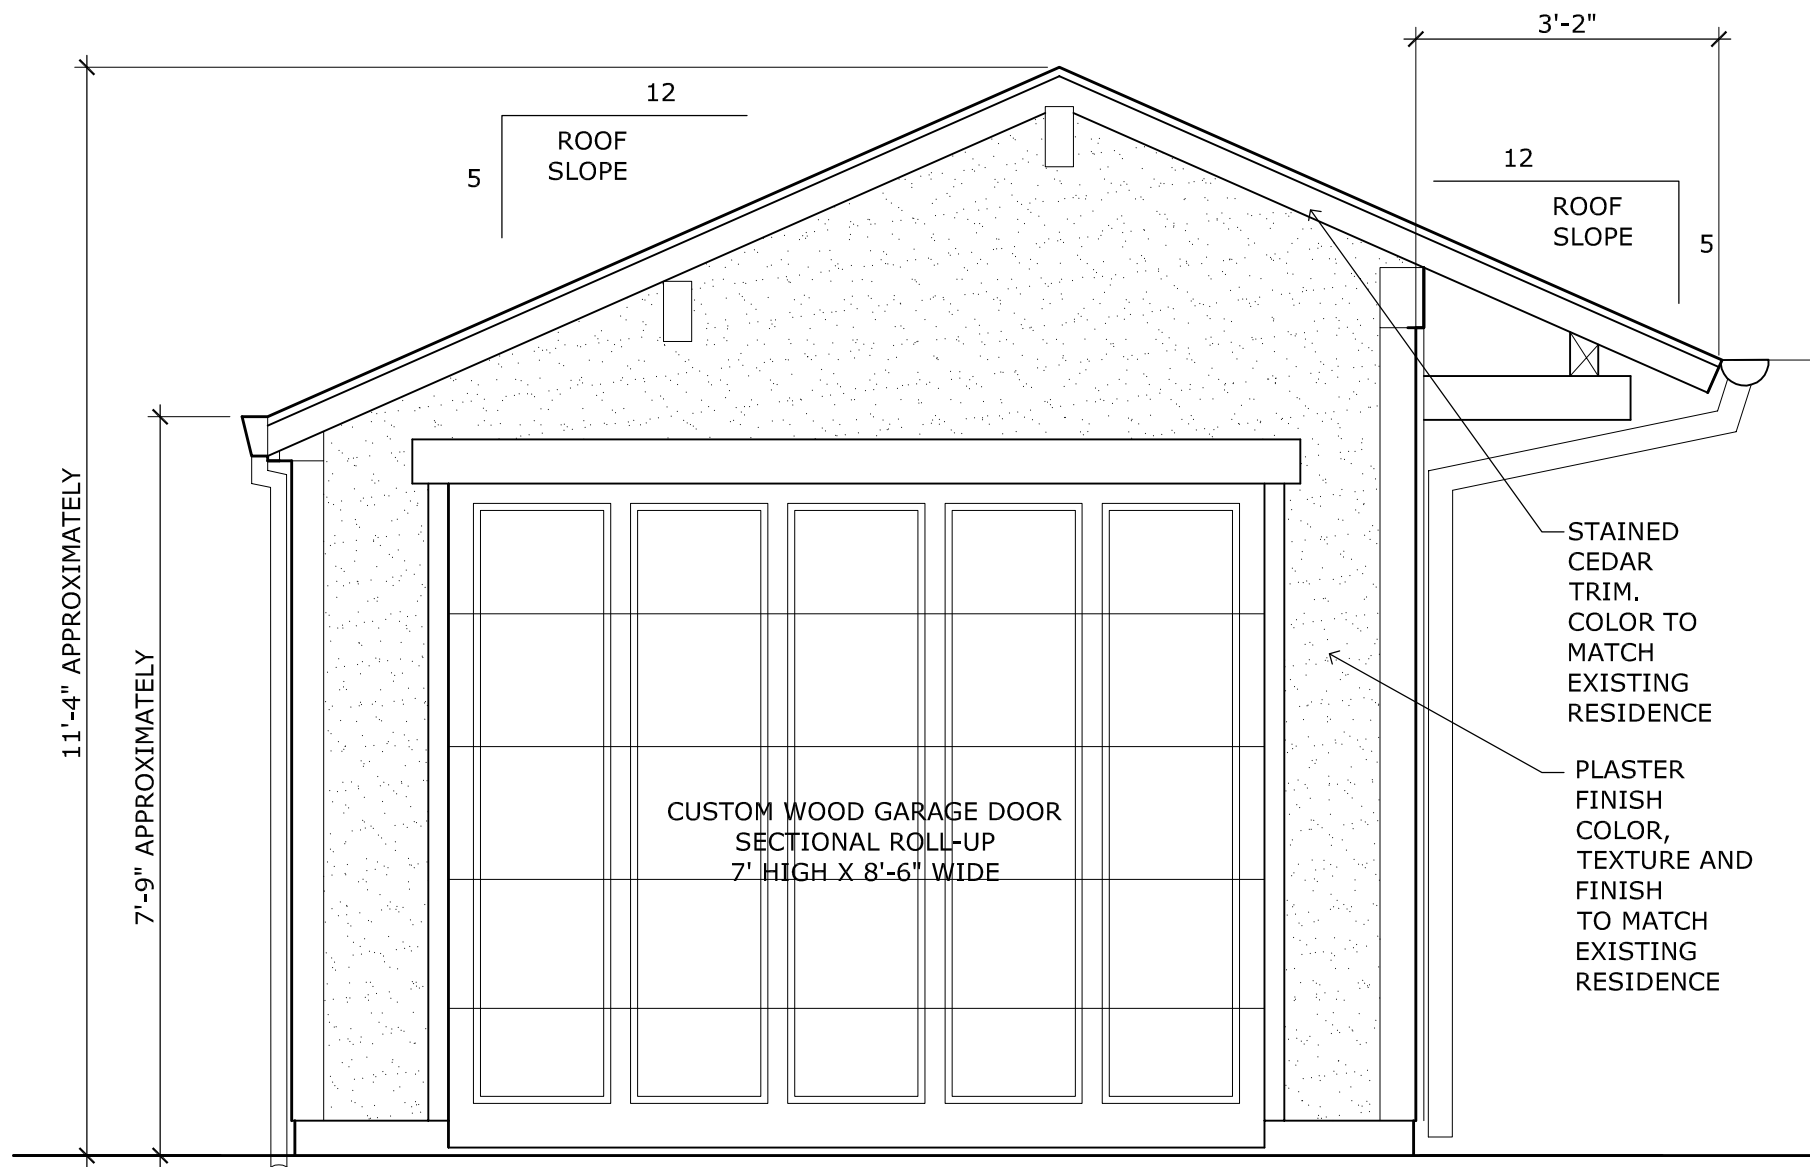 3'-2"
12
ROOF
SLOPE
5
12
ROOF
SLOPE
5
11'-4" APPROXIMATELY
7'-9" APPROXIMATELY
STAINED
CEDAR
TRIM.
COLOR TO
MATCH
EXISTING
RESIDENCE
CUSTOM WOOD GARAGE DOOR
SECTIONAL ROLL-UP
7' HIGH X 8'-6" WIDE
PLASTER
FINISH
COLOR,
TEXTURE AND
FINISH
TO MATCH
EXISTING
RESIDENCE